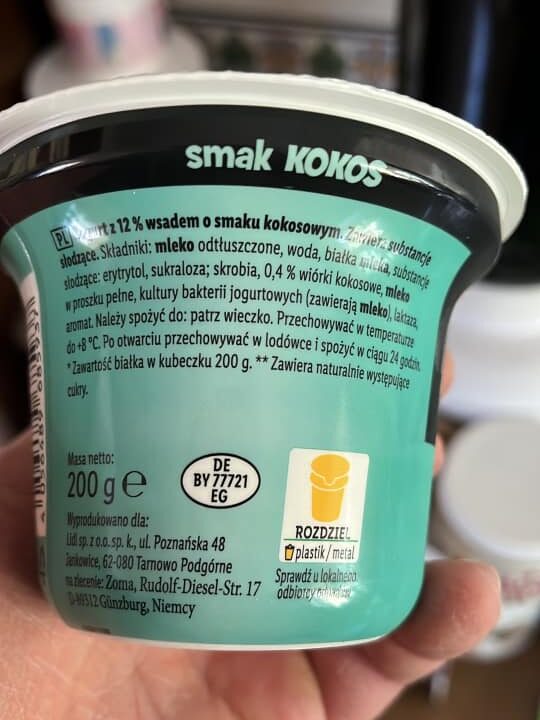 smak KOKOS
PL z 12 % wsadem o smaku kokosowym. Zawiera substancje
słodzące. Składniki: mleko odtłuszczone, woda, białka mleka, substancje
słodzące: erytrytol, sukraloza; skrobia, 0,4 % wiórki kokosowe, mleko
w proszku pełne, kultury bakterii jogurtowych (zawierają mleko), laktaza,
aromat. Należy spożyć do: patrz wieczko. Przechowywać w temperaturze
do +8 °C. Po otwarciu przechowywać w lodówce i spożyć w ciągu 24 godzin.
* Zawartość białka w kubeczku 200 g. ** Zawiera naturalnie występujące
cukry.
Masa netto:
200 g ℮
DE
BY 77721
EG
ROZDZIEL
plastik / metal
Sprawdź u lokalnego
odbiorcy
Wyprodukowano dla:
Lidl sp. z o.o. sp. k., ul. Poznańska 48
Jankowice, 62-080 Tarnowo Podgórne
na zlecenie: Zoma, Rudolf-Diesel-Str. 17
D-89312 Günzburg, Niemcy